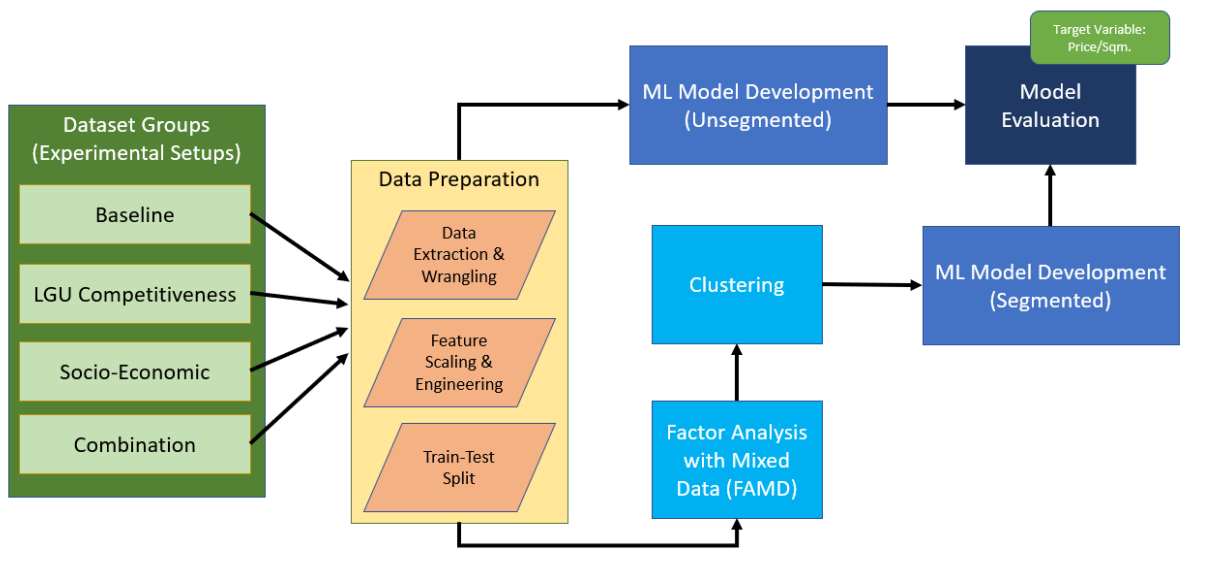 Dataset Groups
(Experimental Setups)
Baseline
LGU Competitiveness
Socio-Economic
Combination
Data Preparation
Data
Extraction &
Wrangling
Feature
Scaling &
Engineering
Train-Test
Split
ML Model Development
(Unsegmented)
Factor Analysis
with Mixed
Data (FAMD)
Clustering
ML Model Development
(Segmented)
Target Variable:
Price/Sqm.
Model
Evaluation